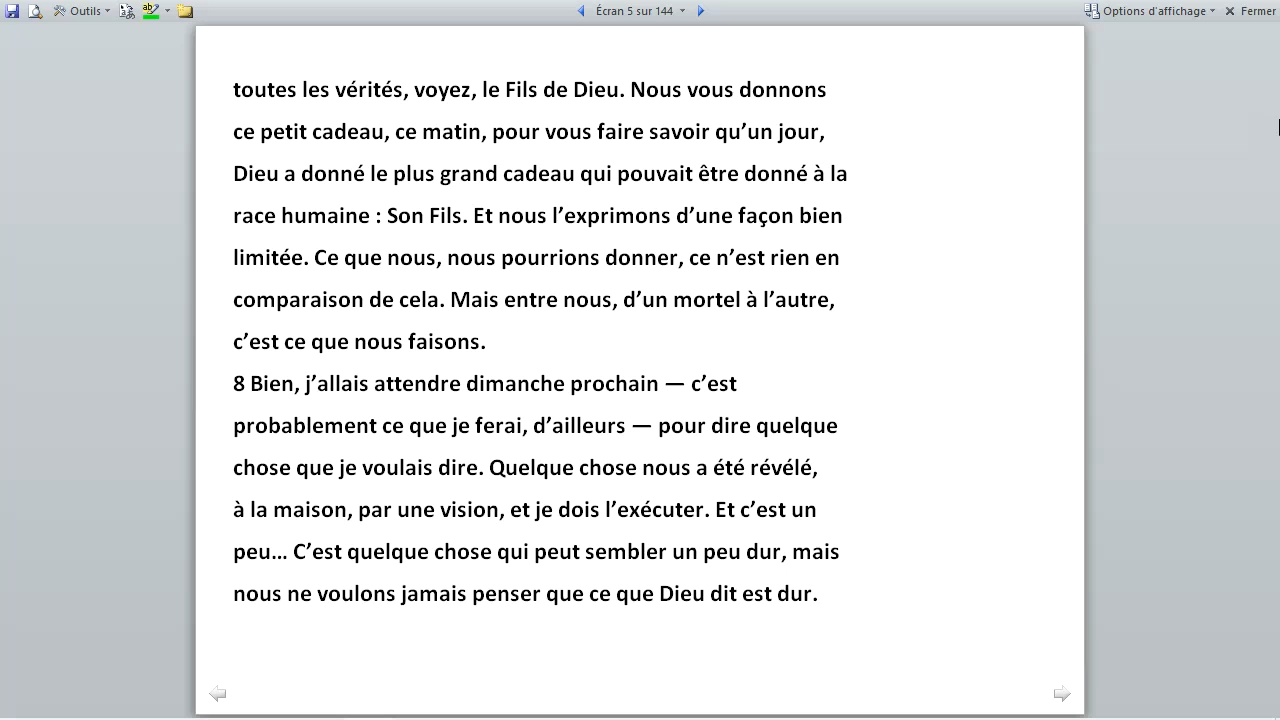 Outils
Écran 5 sur 144
Options d'affichage
Fermer
toutes les vérités, voyez, le Fils de Dieu. Nous vous donnons
ce petit cadeau, ce matin, pour vous faire savoir qu’un jour,
Dieu a donné le plus grand cadeau qui pouvait être donné à la
race humaine : Son Fils. Et nous l’exprimons d’une façon bien
limitée. Ce que nous, nous pourrions donner, ce n’est rien en
comparaison de cela. Mais entre nous, d’un mortel à l’autre,
c’est ce que nous faisons.
8 Bien, j’allais attendre dimanche prochain — c’est
probablement ce que je ferai, d’ailleurs — pour dire quelque
chose que je voulais dire. Quelque chose nous a été révélé,
à la maison, par une vision, et je dois l’exécuter. Et c’est un
peu… C’est quelque chose qui peut sembler un peu dur, mais
nous ne voulons jamais penser que ce que Dieu dit est dur.